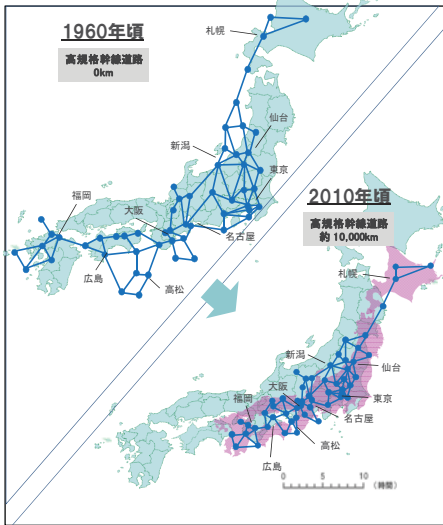 1960年頃
高規格幹線道路
0km
札幌
仙台
新潟
東京
福岡
大阪
名古屋
広島
高松
2010年頃
高規格幹線道路
約 10,000km
札幌
新潟
仙台
福岡
大阪
東京
名古屋
高松
広島
0 5 10
(時間)